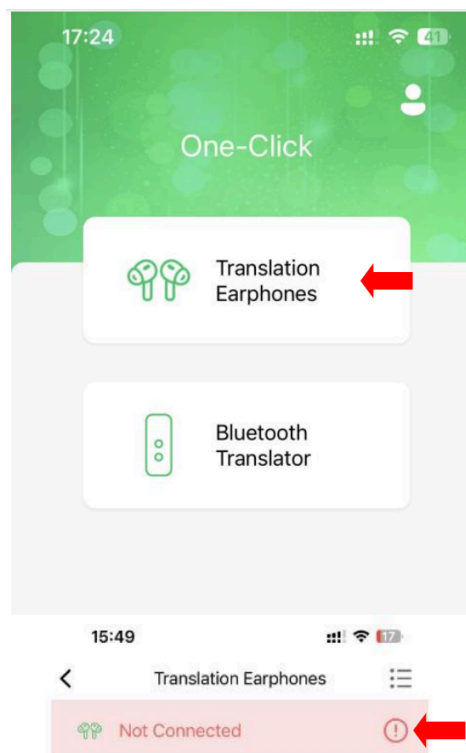 17:24
41
One-Click
Translation
Earphones
Bluetooth
Translator
15:49
17
Translation Earphones
Not Connected